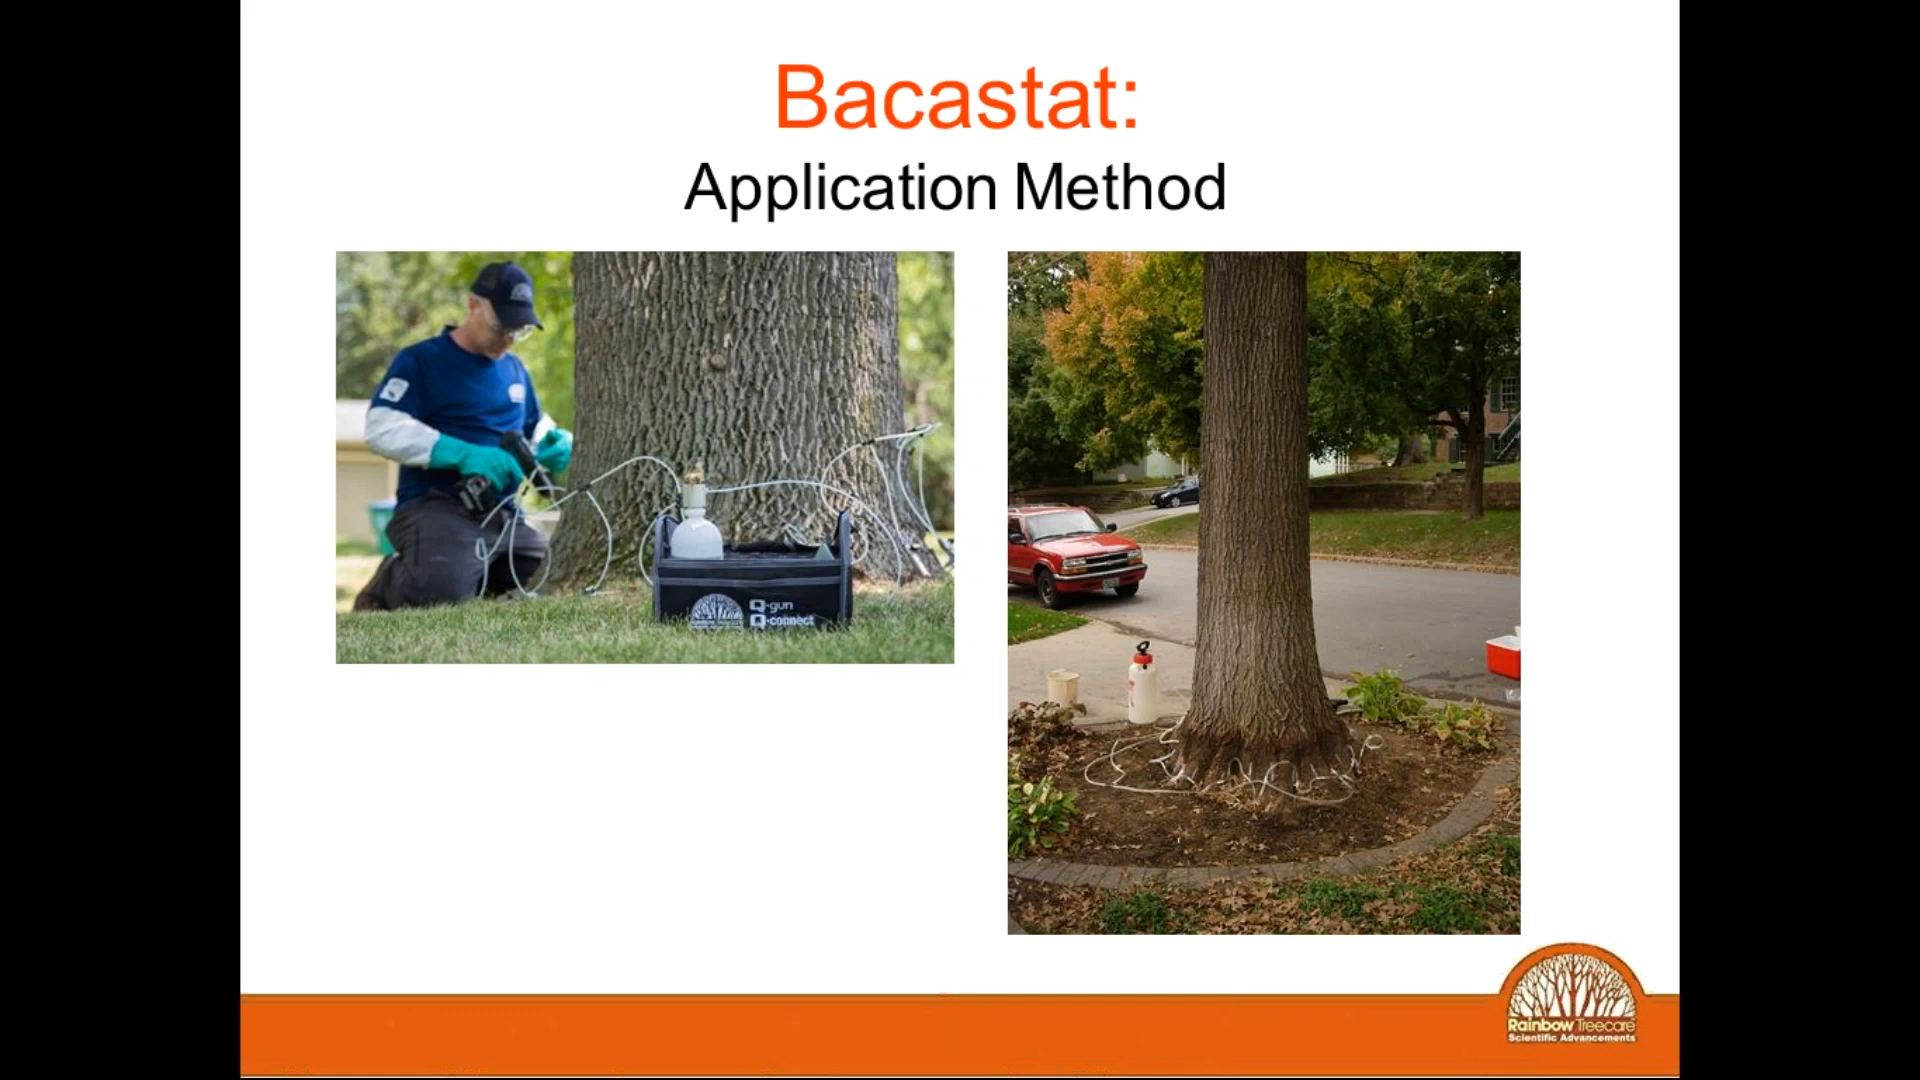 Bacastat:
Application Method
Q-gun
Q-connect
Rainbow Treecare
Scientific Advancements